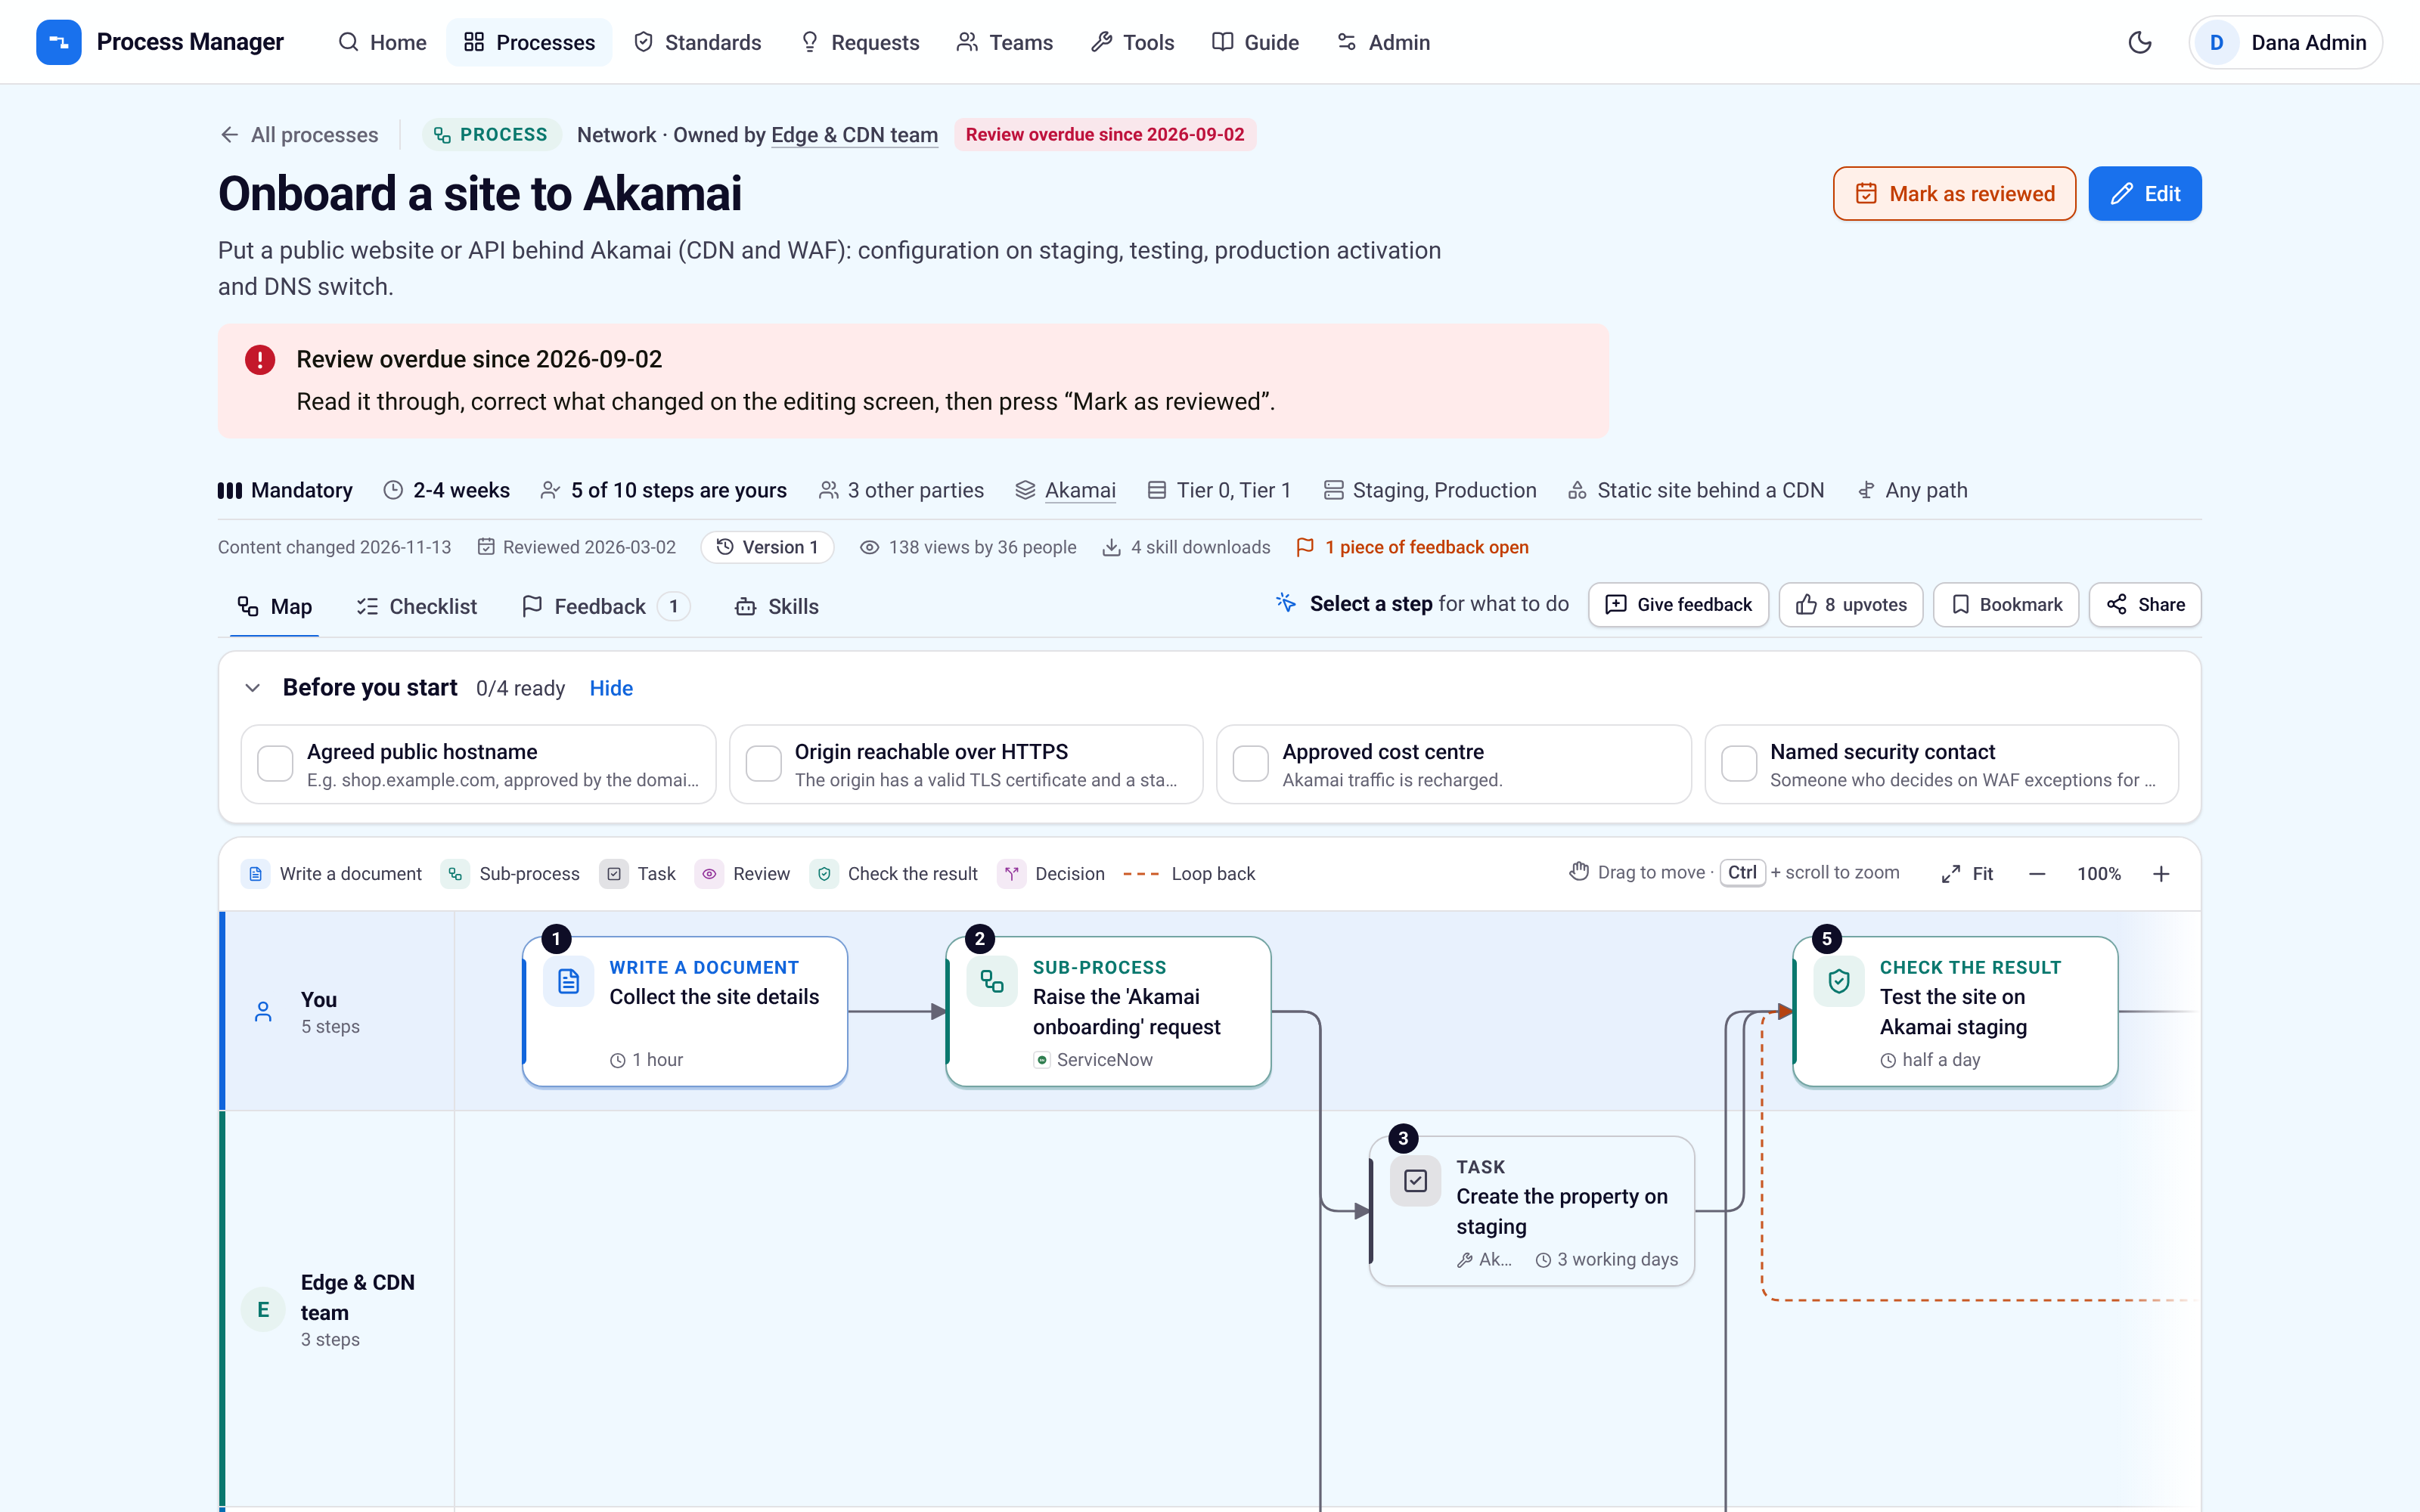 Process Manager
Home
Processes
Standards
Requests
Teams
Tools
Guide
Admin
D
Dana Admin
All processes
PROCESS
Network · Owned by Edge & CDN team
Review overdue since 2026-09-02
Onboard a site to Akamai
Mark as reviewed
Edit
Put a public website or API behind Akamai (CDN and WAF): configuration on staging, testing, production activation
and DNS switch.
Review overdue since 2026-09-02
Read it through, correct what changed on the editing screen, then press “Mark as reviewed”.
Mandatory
2-4 weeks
5 of 10 steps are yours
3 other parties
Akamai
Tier 0, Tier 1
Staging, Production
Static site behind a CDN
Any path
Content changed 2026-11-13
Reviewed 2026-03-02
Version 1
138 views by 36 people
4 skill downloads
1 piece of feedback open
Map
Checklist
Feedback
1
Skills
Select a step for what to do
Give feedback
8 upvotes
Bookmark
Share
Before you start
0/4 ready
Hide
Agreed public hostname
E.g. shop.example.com, approved by the domai...
Origin reachable over HTTPS
The origin has a valid TLS certificate and a sta...
Approved cost centre
Akamai traffic is recharged.
Named security contact
Someone who decides on WAF exceptions for ...
Write a document
Sub-process
Task
Review
Check the result
Decision
Loop back
Drag to move · Ctrl + scroll to zoom
Fit
100%
You
5 steps
1
WRITE A DOCUMENT
Collect the site details
1 hour
2
SUB-PROCESS
Raise the 'Akamai
onboarding' request
ServiceNow
5
CHECK THE RESULT
Test the site on
Akamai staging
half a day
3
TASK
Create the property on
staging
Ak...
3 working days
E
Edge & CDN
team
3 steps